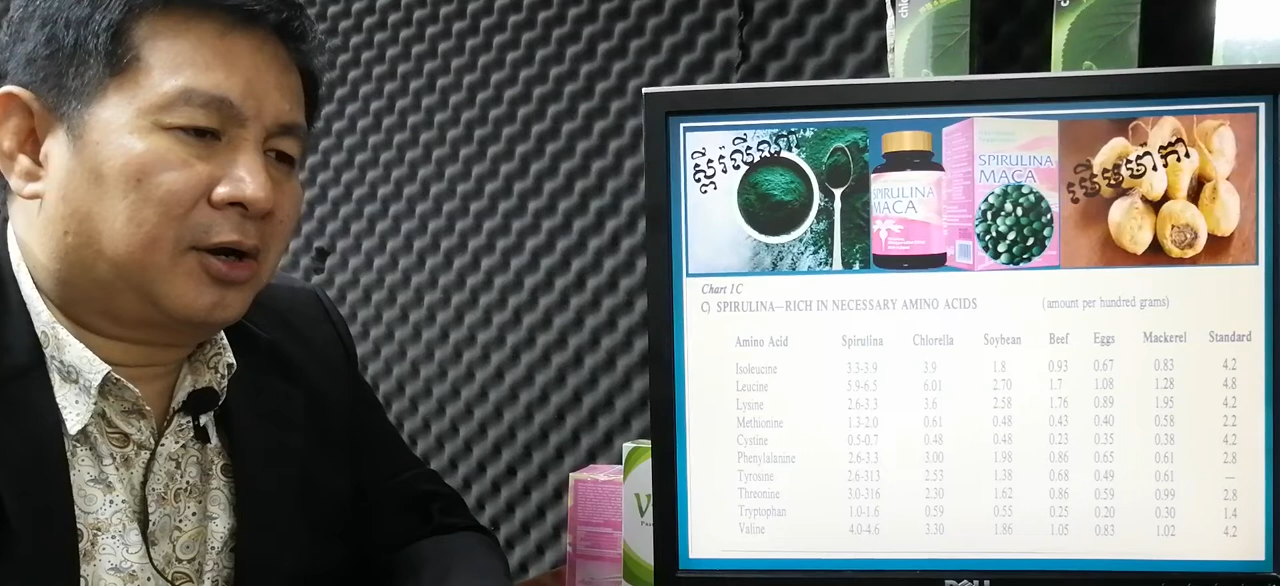 chlo
ស្ពីរូលីណា
SPIRULINA
MACA
SPIRULINA
MACA
មើមម៉ាកា
Chart 1C
C) SPIRULINA—RICH IN NECESSARY AMINO ACIDS (amount per hundred grams)
Amino Acid Spirulina Chlorella Soybean Beef Eggs Mackerel Standard
Isoleucine 3.3-3.9 3.9 1.8 0.93 0.67 0.83 4.2
Leucine 5.9-6.5 6.01 2.70 1.7 1.08 1.28 4.8
Lysine 2.6-3.3 3.6 2.58 1.76 0.89 1.95 4.2
Methionine 1.3-2.0 0.61 0.48 0.43 0.40 0.58 2.2
Cystine 0.5-0.7 0.48 0.48 0.23 0.35 0.38 4.2
Phenylalanine 2.6-3.3 3.00 1.98 0.86 0.65 0.61 2.8
Tyrosine 2.6-313 2.53 1.38 0.68 0.49 0.61 —
Threonine 3.0-316 2.30 1.62 0.86 0.59 0.99 2.8
Tryptophan 1.0-1.6 0.59 0.55 0.25 0.20 0.30 1.4
Valine 4.0-4.6 3.30 1.86 1.05 0.83 1.02 4.2
DELL